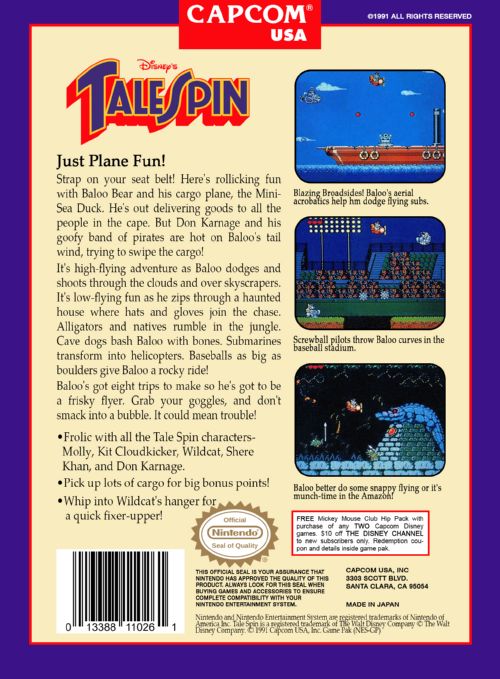 CAPCOM®
USA
©1991 ALL RIGHTS RESERVED
Disney's
TALESPIN
Just Plane Fun!
Strap on your seat belt! Here's rollicking fun
with Baloo Bear and his cargo plane, the Mini-
Sea Duck. He's out delivering goods to all the
people in the cape. But Don Karnage and his
goofy band of pirates are hot on Baloo's tail
wind, trying to swipe the cargo!
It's high-flying adventure as Baloo dodges and
shoots through the clouds and over skyscrapers.
It's low-flying fun as he zips through a haunted
house where hats and gloves join the chase.
Alligators and natives rumble in the jungle.
Cave dogs bash Baloo with bones. Submarines
transform into helicopters. Baseballs as big as
boulders give Baloo a rocky ride!
Baloo's got eight trips to make so he's got to be
a frisky flyer. Grab your goggles, and don't
smack into a bubble. It could mean trouble!
•Frolic with all the Tale Spin characters-
Molly, Kit Cloudkicker, Wildcat, Shere
Khan, and Don Karnage.
•Pick up lots of cargo for big bonus points!
•Whip into Wildcat's hanger for
a quick fixer-upper!
Blazing Broadsides! Baloo's aerial
acrobatics help hm dodge flying subs.
Screwball pilots throw Baloo curves in the
baseball stadium.
Baloo better do some snappy flying or it's
munch-time in the Amazon!
Official
Nintendo®
Seal of Quality
FREE Mickey Mouse Club Hip Pack with
purchase of any TWO Capcom Disney
games. $10 off THE DISNEY CHANNEL
to new subscribers only. Redemption cou-
pon and details inside game pak.
THIS OFFICIAL SEAL IS YOUR ASSURANCE THAT
NINTENDO HAS APPROVED THE QUALITY OF THIS
PRODUCT. ALWAYS LOOK FOR THIS SEAL WHEN
BUYING GAMES AND ACCESSORIES TO ENSURE
COMPLETE COMPATIBILITY WITH YOUR
NINTENDO ENTERTAINMENT SYSTEM.
CAPCOM USA, INC
3303 SCOTT BLVD.
SANTA CLARA, CA 95054
MADE IN JAPAN
0 13388 11026 1
Nintendo and Nintendo Entertainment System are registered trademarks of Nintendo of
America Inc. Tale Spin is a registered trademark of The Walt Disney Company © The Walt
Disney Company. © 1991 Capcom USA, Inc. Game Pak (NES-GP)